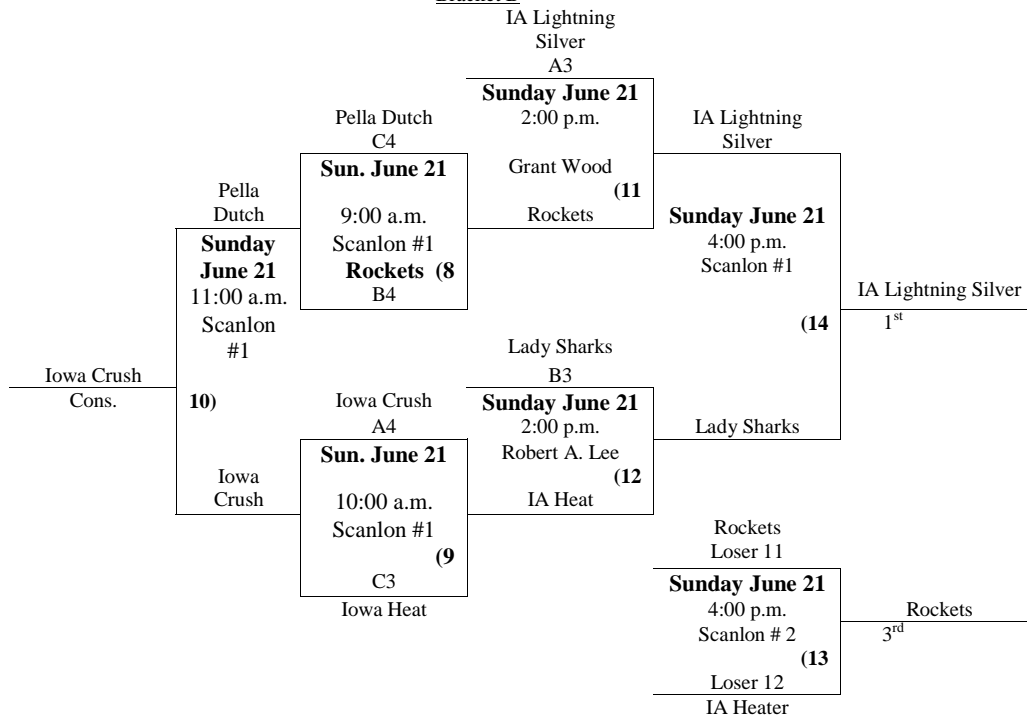 IA Lightning
Silver
A3
Sunday June 21
2:00 p.m.
Grant Wood
(11
Rockets
Pella Dutch
C4
Sun. June 21
9:00 a.m.
Scanlon #1
Rockets (8
B4
Pella
Dutch
Sunday
June 21
11:00 a.m.
Scanlon
#1
10)
Iowa
Crush
Iowa Crush
Cons.
IA Lightning
Silver
Sunday June 21
4:00 p.m.
Scanlon #1
(14
IA Lightning Silver
1st
Lady Sharks
B3
Sunday June 21
2:00 p.m.
Robert A. Lee
(12
IA Heat
Lady Sharks
Iowa Crush
A4
Sun. June 21
10:00 a.m.
Scanlon #1
(9
C3
Iowa Heat
Rockets
Loser 11
Sunday June 21
4:00 p.m.
Scanlon # 2
(13
Loser 12
IA Heater
Rockets
3rd